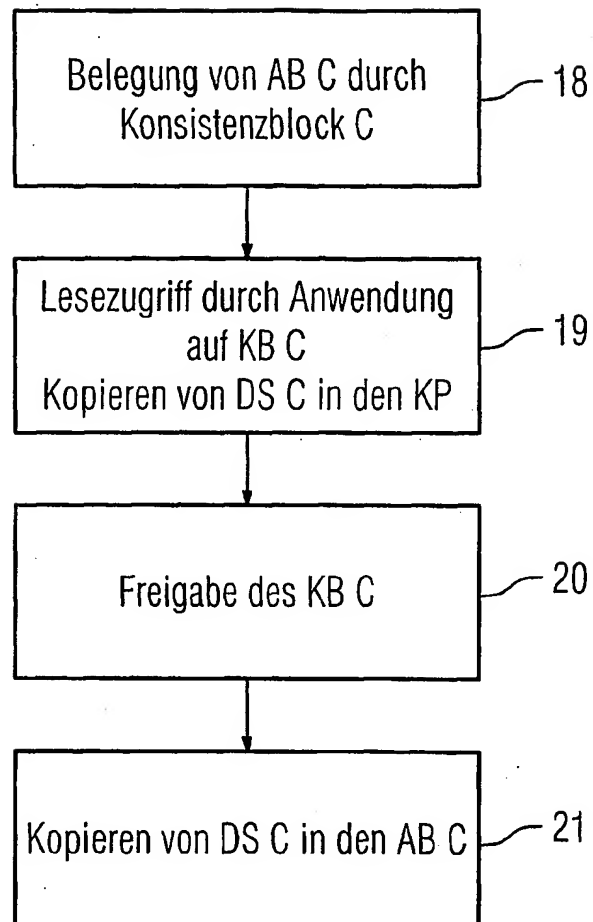 Belegung von AB C durch
Konsistenzblock C
18
Lesezugriff durch Anwendung
auf KB C
Kopieren von DS C in den KP
19
Freigabe des KB C
20
Kopieren von DS C in den AB C
21